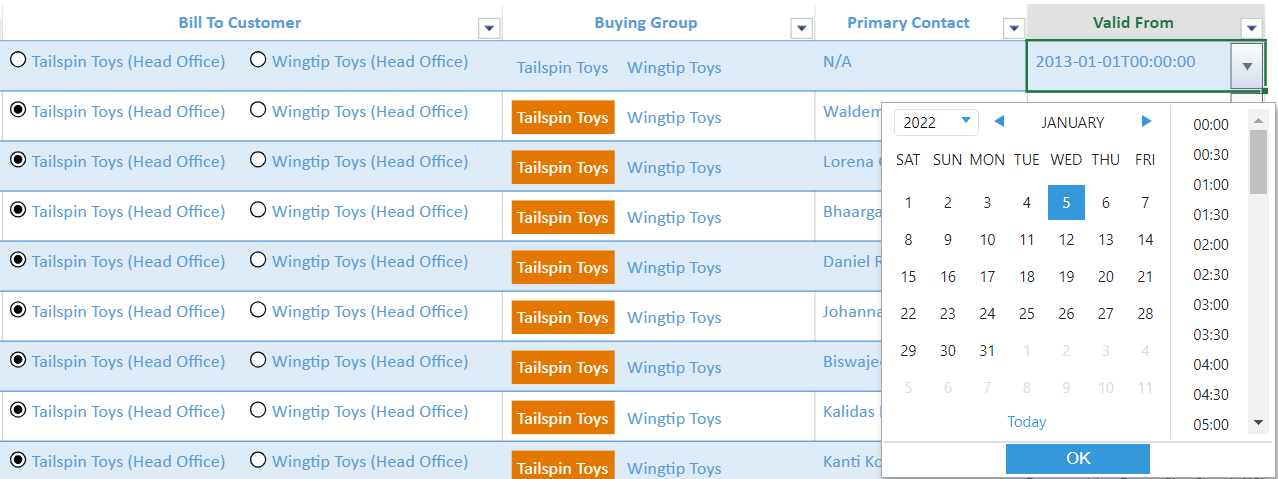 Bill To Customer Buying Group Primary Contact Valid From
Tailspin Toys (Head Office) Wingtip Toys (Head Office) Tailspin Toys Wingtip Toys N/A 2013-01-01T00:00:00
Tailspin Toys (Head Office) Wingtip Toys (Head Office) Tailspin Toys Wingtip Toys Waldem
Tailspin Toys (Head Office) Wingtip Toys (Head Office) Tailspin Toys Wingtip Toys Lorena
Tailspin Toys (Head Office) Wingtip Toys (Head Office) Tailspin Toys Wingtip Toys Bhaarga
Tailspin Toys (Head Office) Wingtip Toys (Head Office) Tailspin Toys Wingtip Toys Daniel
Tailspin Toys (Head Office) Wingtip Toys (Head Office) Tailspin Toys Wingtip Toys Johanna
Tailspin Toys (Head Office) Wingtip Toys (Head Office) Tailspin Toys Wingtip Toys Biswajee
Tailspin Toys (Head Office) Wingtip Toys (Head Office) Tailspin Toys Wingtip Toys Kalidas
Tailspin Toys (Head Office) Wingtip Toys (Head Office) Tailspin Toys Wingtip Toys Kanti Ko
2022 JANUARY
SAT SUN MON TUE WED THU FRI
1 2 3 4 5 6 7
8 9 10 11 12 13 14
15 16 17 18 19 20 21
22 23 24 25 26 27 28
29 30 31 1 2 3 4
5 6 7 8 9 10 11
Today
00:00
00:30
01:00
01:30
02:00
02:30
03:00
03:30
04:00
04:30
05:00
OK